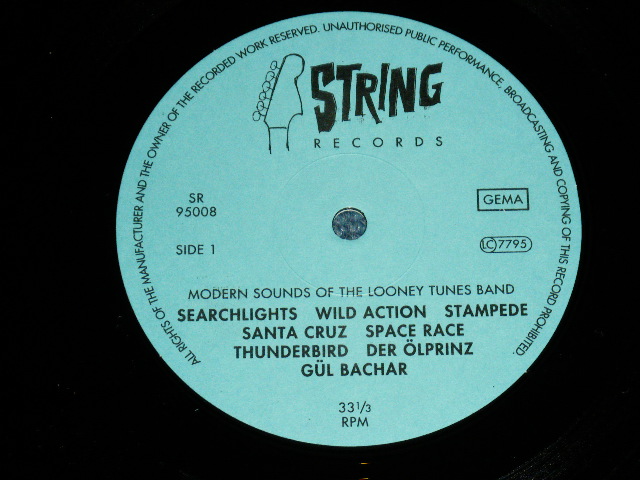 ALL RIGHTS OF THE MANUFACTURER AND THE OWNER OF THE RECORDED WORK RESERVED. UNAUTHORISED PUBLIC PERFORMANCE, BROADCASTING AND COPYING OF THIS RECORD PROHIBITED.
STRING
RECORDS
SR
95008
GEMA
SIDE 1
LC 7795
MODERN SOUNDS OF THE LOONEY TUNES BAND
SEARCHLIGHTS WILD ACTION STAMPEDE
SANTA CRUZ SPACE RACE
THUNDERBIRD DER ÖLPRINZ
GÜL BACHAR
33 1/3
RPM